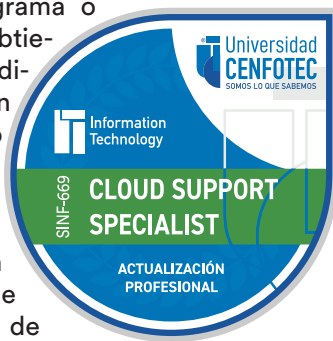 grama o
btie-
di-
n
Universidad
CENFOTEC
SOMOS LO QUE SABEMOS
Information
Technology
SINF-669
CLOUD SUPPORT
SPECIALIST
ACTUALIZACIÓN
PROFESIONAL
e
de